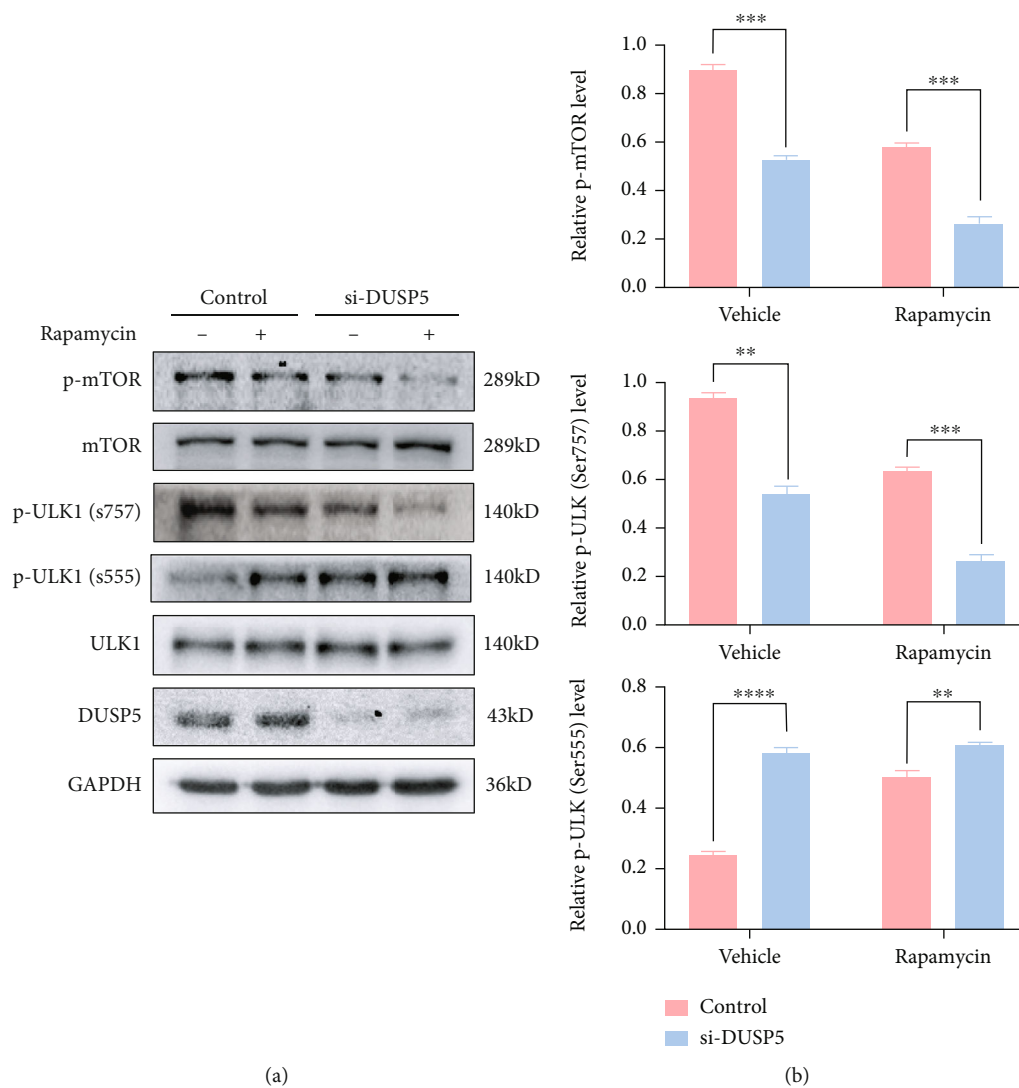 Control si-DUSP5
Rapamycin – + – +
p-mTOR 289kD
mTOR 289kD
p-ULK1 (s757) 140kD
p-ULK1 (s555) 140kD
ULK1 140kD
DUSP5 43kD
GAPDH 36kD
(a)
Relative p-mTOR level
1.0
0.8
0.6
0.4
0.2
0.0
***
***
Vehicle Rapamycin
Relative p-ULK (Ser757) level
1.0
0.8
0.6
0.4
0.2
0.0
**
***
Vehicle Rapamycin
Relative p-ULK (Ser555) level
0.8
0.6
0.4
0.2
0.0
****
**
Vehicle Rapamycin
Control
si-DUSP5
(b)